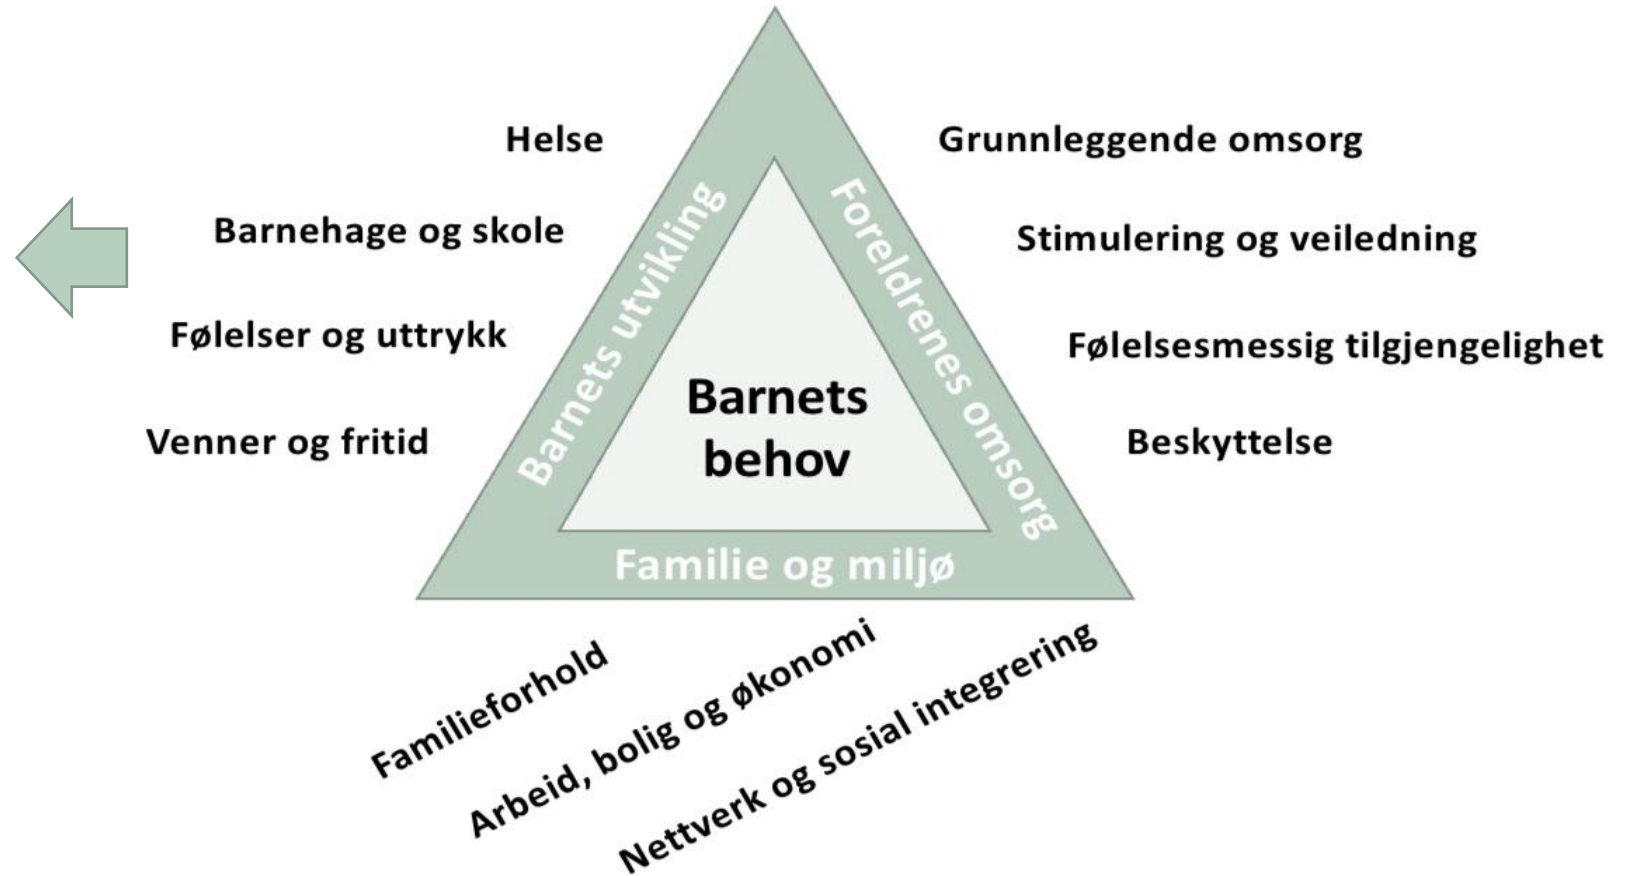 Helse
Barnehage og skole
Følelser og uttrykk
Venner og fritid
Barnets utvikling
Barnets
behov
Foreldrenes omsorg
Grunnleggende omsorg
Stimulering og veiledning
Følelsesmessig tilgjengelighet
Beskyttelse
Familie og miljø
Familieforhold
Arbeid, bolig og økonomi
Nettverk og sosial integrering